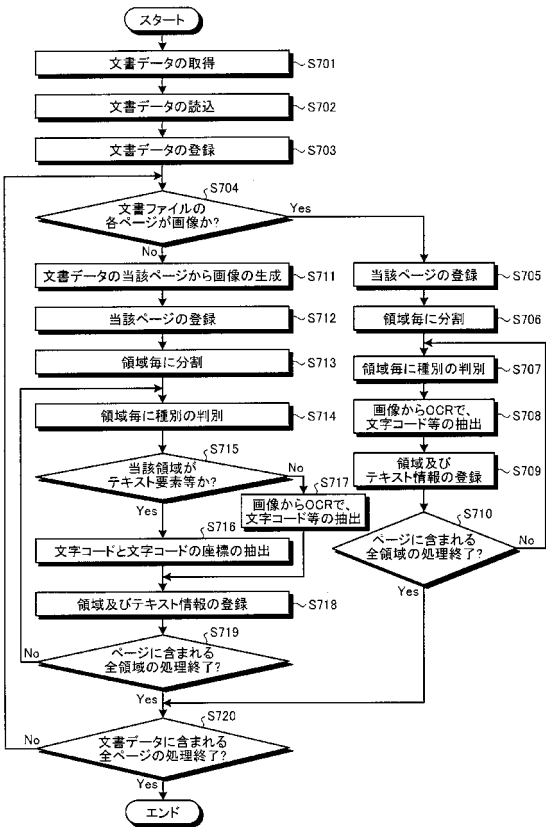 スタート
文書データの取得
S701
文書データの読込
S702
文書データの登録
S703
S704
文書ファイルの
各ページが画像か?
Yes
No
文書データの当該ページから画像の生成
S711
当該ページの登録
S705
当該ページの登録
S712
領域毎に分割
S706
領域毎に分割
S713
領域毎に種別の判別
S707
領域毎に種別の判別
S714
画像からOCRで、
文字コード等の抽出
S708
S715
当該領域が
テキスト要素等か?
No
Yes
S717
画像からOCRで、
文字コード等の抽出
領域及び
テキスト情報の登録
S709
S716
文字コードと文字コードの座標の抽出
S710
ページに含まれる
全領域の処理終了?
No
Yes
領域及びテキスト情報の登録
S718
S719
ページに含まれる
全領域の処理終了?
No
Yes
S720
文書データに含まれる
全ページの処理終了?
No
Yes
エンド